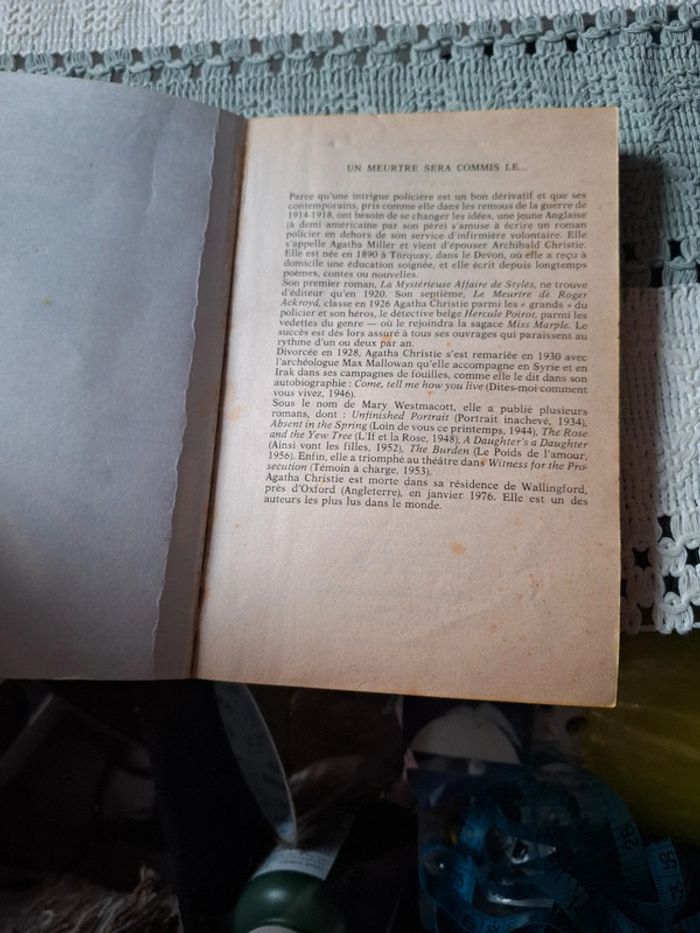 UN MEURTRE SERA COMMIS LE...
Parce qu'une intrigue policière est un bon dérivatif et que ses
contemporains, pris comme elle dans les remous de la guerre de
1914-1918, ont besoin de se changer les idées, une jeune Anglaise
(à demi américaine par son père) s'amuse à écrire un roman
policier en dehors de son service d'infirmière volontaire. Elle
s'appelle Agatha Miller et vient d'épouser Archibald Christie.
Elle est née en 1890 à Torquay, dans le Devon, où elle a reçu à
domicile une éducation soignée, et elle écrit depuis longtemps
poèmes, contes ou nouvelles.
Son premier roman, La Mystérieuse Affaire de Styles, ne trouve
d'éditeur qu'en 1920. Son septième, Le Meurtre de Roger
Ackroyd, classe en 1926 Agatha Christie parmi les « grands » du
policier et son héros, le détective belge Hercule Poirot, parmi les
vedettes du genre — où le rejoindra la sagace Miss Marple. Le
succès est dès lors assuré à tous ses ouvrages qui paraissent au
rythme d'un ou deux par an.
Divorcée en 1928, Agatha Christie s'est remariée en 1930 avec
l'archéologue Max Mallowan qu'elle accompagne en Syrie et en
Irak dans ses campagnes de fouilles, comme elle le dit dans son
autobiographie : Come, tell me how you live (Dites-moi comment
vous vivez, 1946).
Sous le nom de Mary Westmacott, elle a publié plusieurs
romans, dont : Unfinished Portrait (Portrait inachevé, 1934),
Absent in the Spring (Loin de vous ce printemps, 1944), The Rose
and the Yew Tree (L'If et la Rose, 1948), A Daughter's a Daughter
(Ainsi vont les filles, 1952), The Burden (Le Poids de l'amour,
1956). Enfin, elle a triomphé au théâtre dans Witness for the Pro-
secution (Témoin à charge, 1953).
Agatha Christie est morte dans sa résidence de Wallingford,
près d'Oxford (Angleterre), en janvier 1976. Elle est un des
auteurs les plus lus dans le monde.